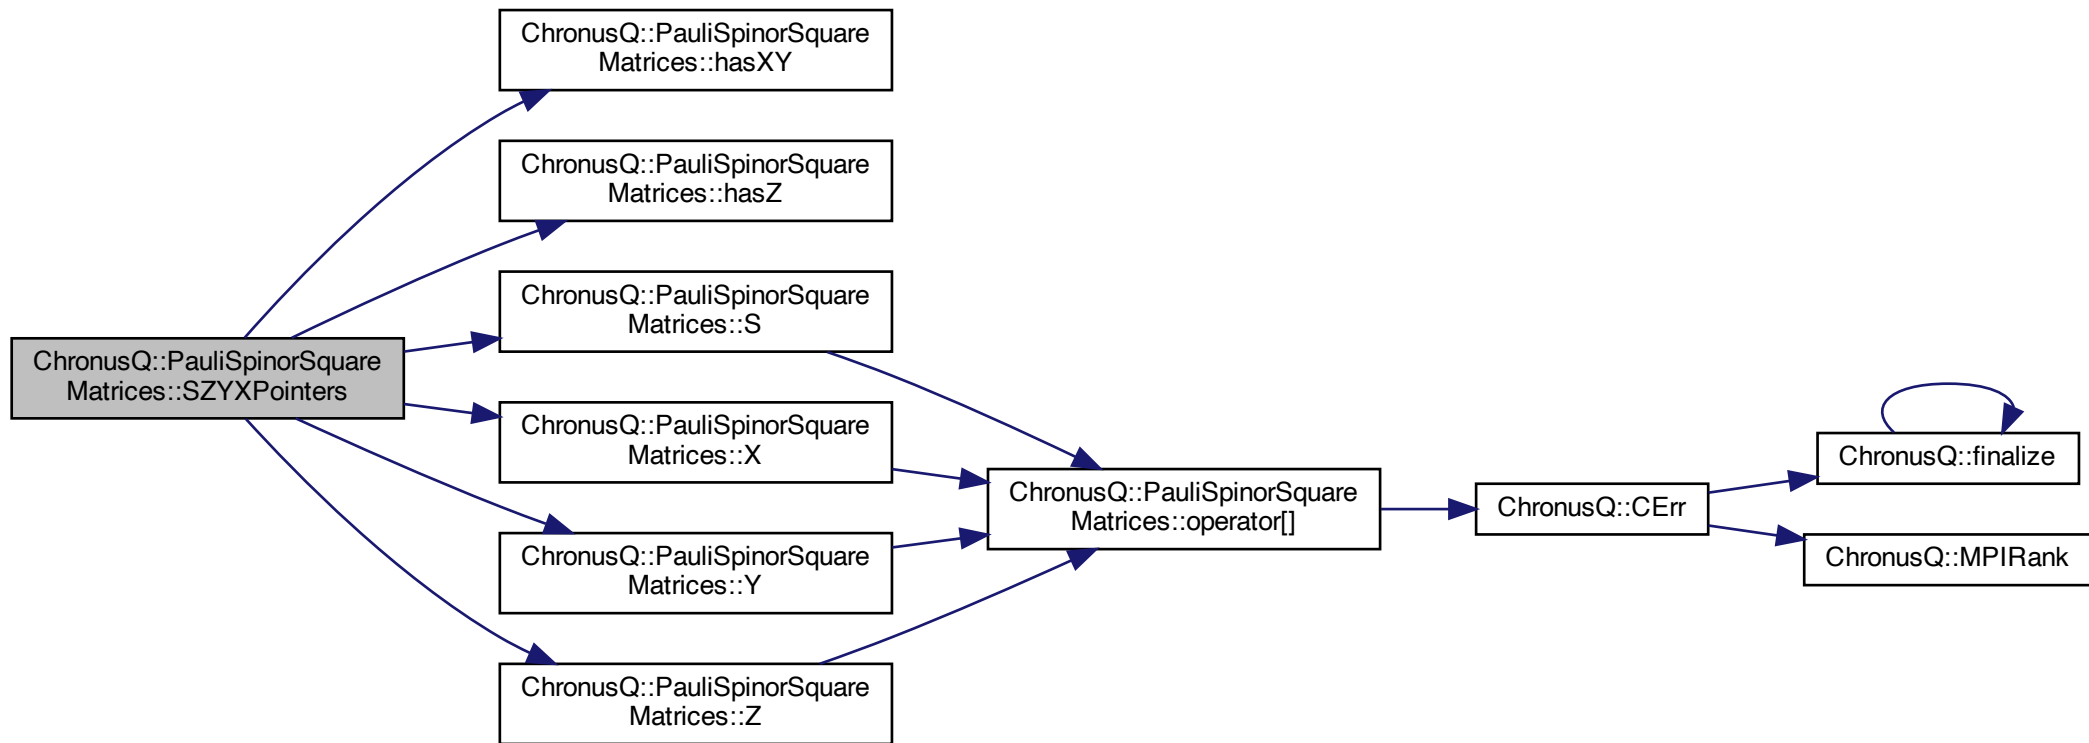 ChronusQ::PauliSpinorSquare
Matrices::SZYXPointers
ChronusQ::PauliSpinorSquare
Matrices::hasXY
ChronusQ::PauliSpinorSquare
Matrices::hasZ
ChronusQ::PauliSpinorSquare
Matrices::S
ChronusQ::PauliSpinorSquare
Matrices::X
ChronusQ::PauliSpinorSquare
Matrices::Y
ChronusQ::PauliSpinorSquare
Matrices::Z
ChronusQ::PauliSpinorSquare
Matrices::operator[]
ChronusQ::CErr
ChronusQ::finalize
ChronusQ::MPIRank